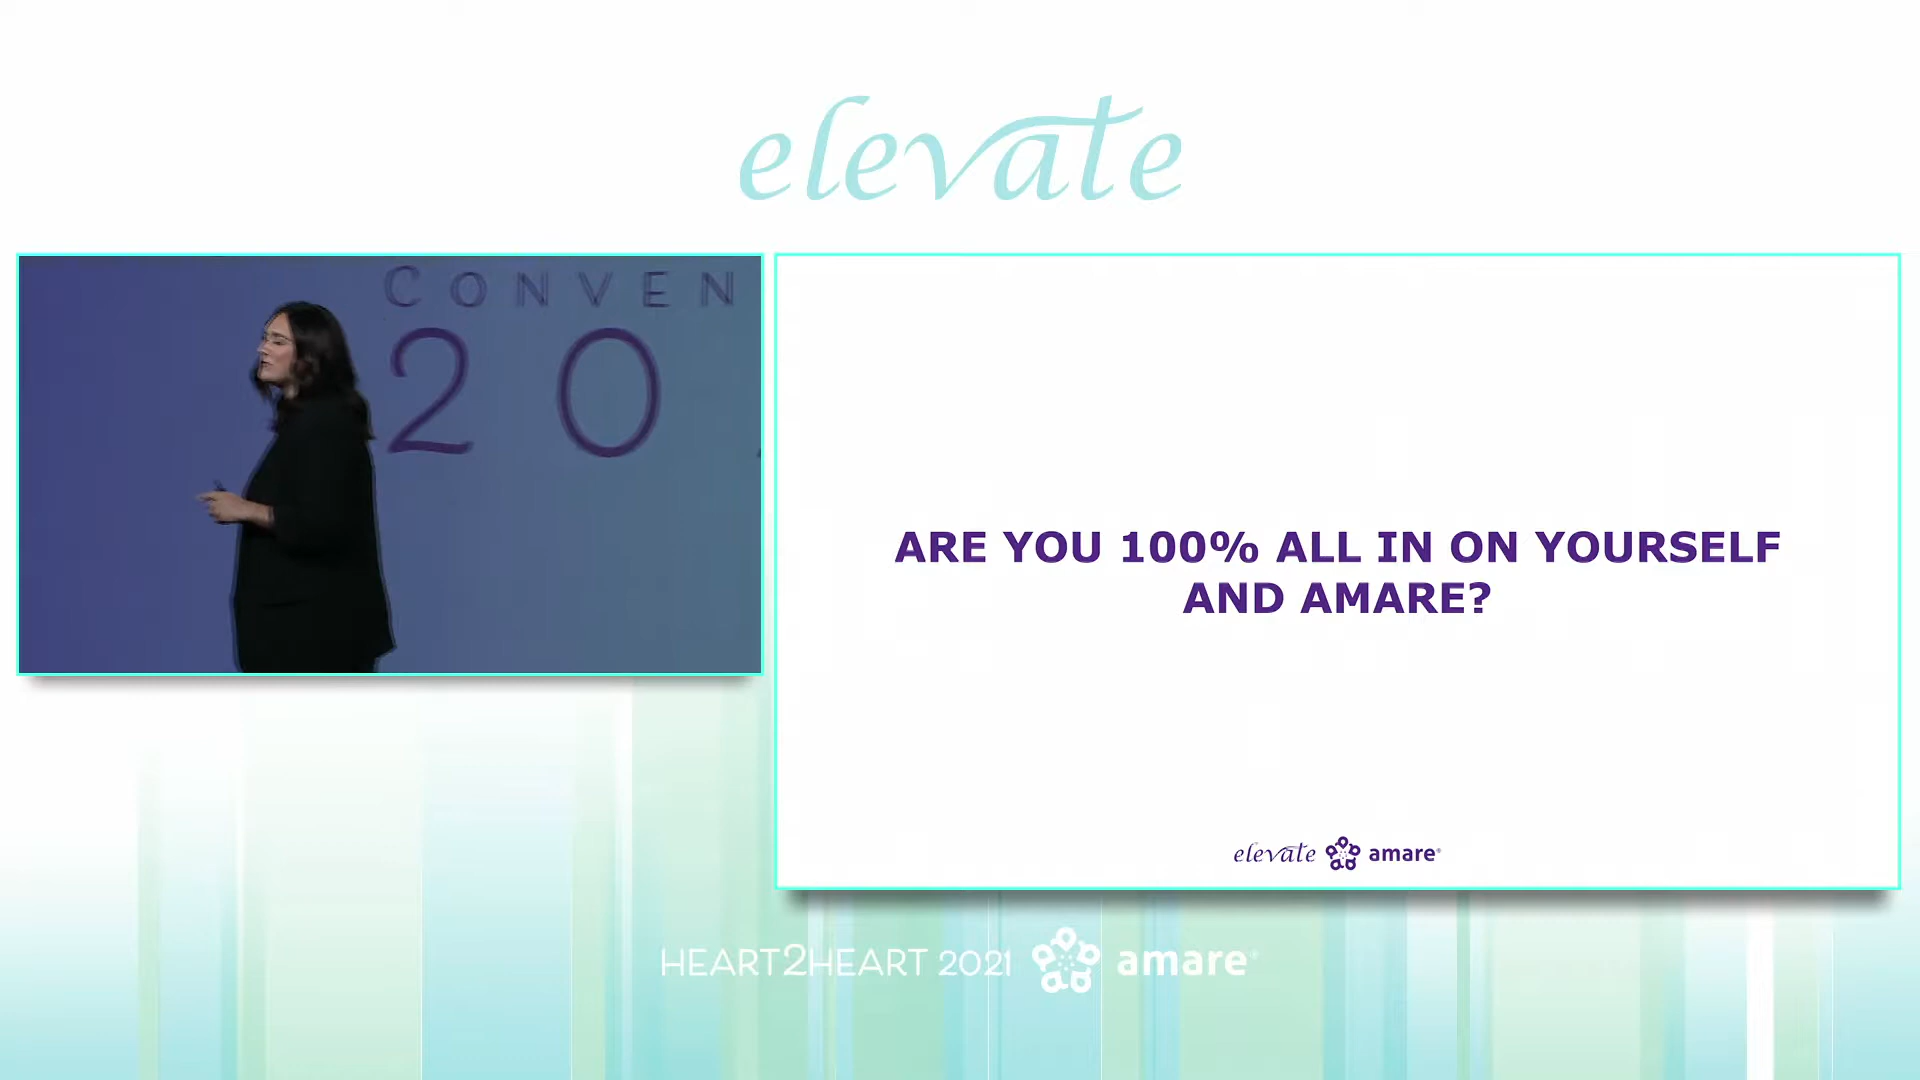 elevate
CONVEN
20
ARE YOU 100% ALL IN ON YOURSELF
AND AMARE?
elevate amare®
HEART2HEART 2021 amare®